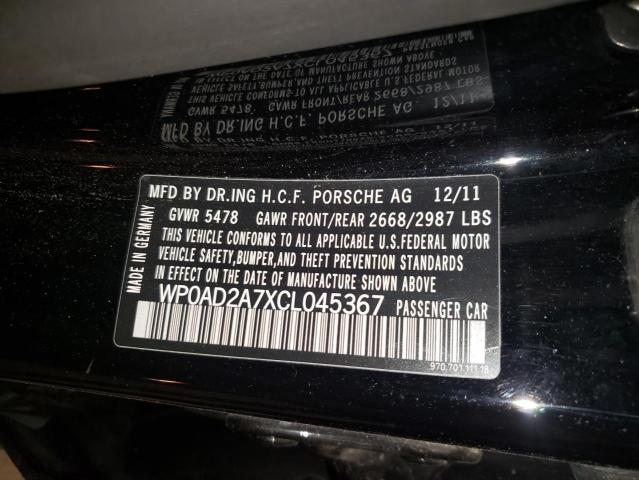 MFD BY DR.ING H.C.F. PORSCHE AG 12/11
GVWR 5478 GAWR FRONT/REAR 2668/2987 LBS
THIS VEHICLE CONFORMS TO ALL APPLICABLE U.S.FEDERAL MOTOR
VEHICLE SAFETY,BUMPER,AND THEFT PREVENTION STANDARDS
IN EFFECT ON THE DATE OF MANUFACTURE SHOWN ABOVE
WP0AD2A7XCL045367 PASSENGER CAR
MADE IN GERMANY
970.701.111.18